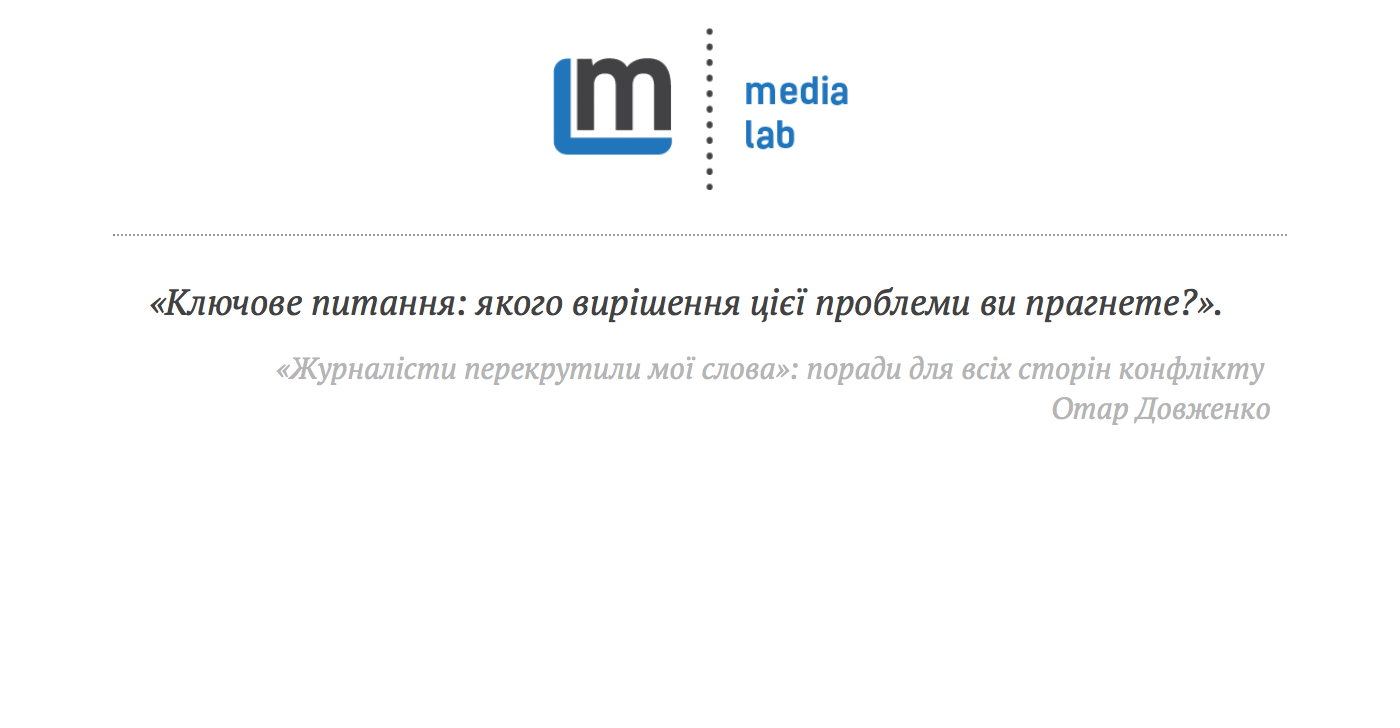 m
media
lab
«Ключове питання: якого вирішення цієї проблеми ви прагнете?».
«Журналісти перекрутили мої слова»: поради для всіх сторін конфлікту
Отар Довженко